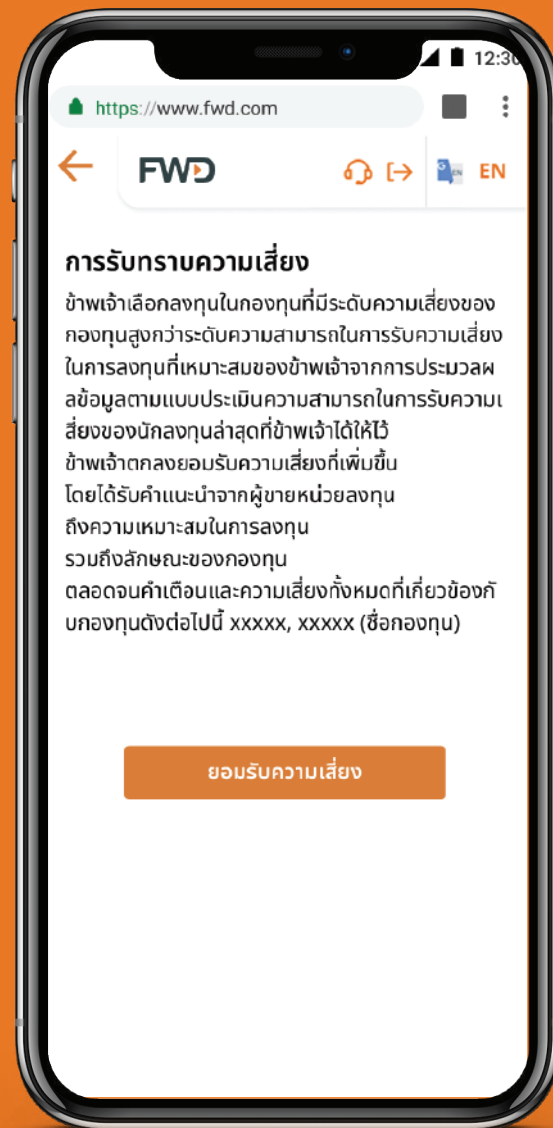 12:30
https://www.fwd.com
FWD
EN
EN
การรับทราบความเสี่ยง
ข้าพเจ้าเลือกลงทุนในกองทุนที่มีระดับความเสี่ยงของ
กองทุนสูงกว่าระดับความสามารถในการรับความเสี่ยง
ในการลงทุนที่เหมาะสมของข้าพเจ้าจากการประมวลผ
ลข้อมูลตามแบบประเมินความสามารถในการรับความเ
สี่ยงของนักลงทุนล่าสุดที่ข้าพเจ้าได้ให้ไว้
ข้าพเจ้าตกลงยอมรับความเสี่ยงที่เพิ่มขึ้น
โดยได้รับคำแนะนำจากผู้ขายหน่วยลงทุน
ถึงความเหมาะสมในการลงทุน
รวมถึงลักษณะของกองทุน
ตลอดจนคำเตือนและความเสี่ยงทั้งหมดที่เกี่ยวข้องกั
บกองทุนดังต่อไปนี้ xxxxx, xxxxx (ชื่อกองทุน)
ยอมรับความเสี่ยง